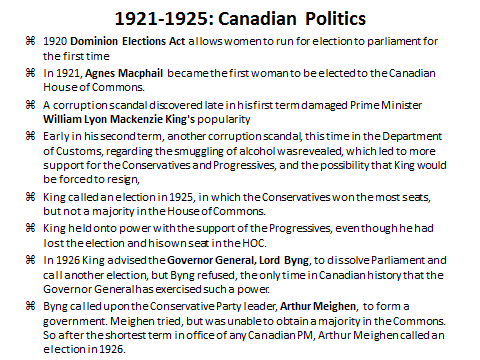 1921-1925: Canadian Politics
⌘ 1920 Dominion Elections Act allows women to run for election to parliament for
the first time
⌘ In 1921, Agnes Macphail became the first woman to be elected to the Canadian
House of Commons.
⌘ A corruption scandal discovered late in his first term damaged Prime Minister
William Lyon Mackenzie King's popularity
⌘ Early in his second term, another corruption scandal, this time in the Department
of Customs, regarding the smuggling of alcohol was revealed, which led to more
support for the Conservatives and Progressives, and the possibility that King would
be forced to resign,
⌘ King called an election in 1925, in which the Conservatives won the most seats,
but not a majority in the House of Commons.
⌘ King held onto power with the support of the Progressives, even though he had
lost the election and his own seat in the HOC.
⌘ In 1926 King advised the Governor General, Lord Byng, to dissolve Parliament and
call another election, but Byng refused, the only time in Canadian history that the
Governor General has exercised such a power.
⌘ Byng called upon the Conservative Party leader, Arthur Meighen, to form a
government. Meighen tried, but was unable to obtain a majority in the Commons.
So after the shortest term in office of any Canadian PM, Arthur Meighen called an
election in 1926.